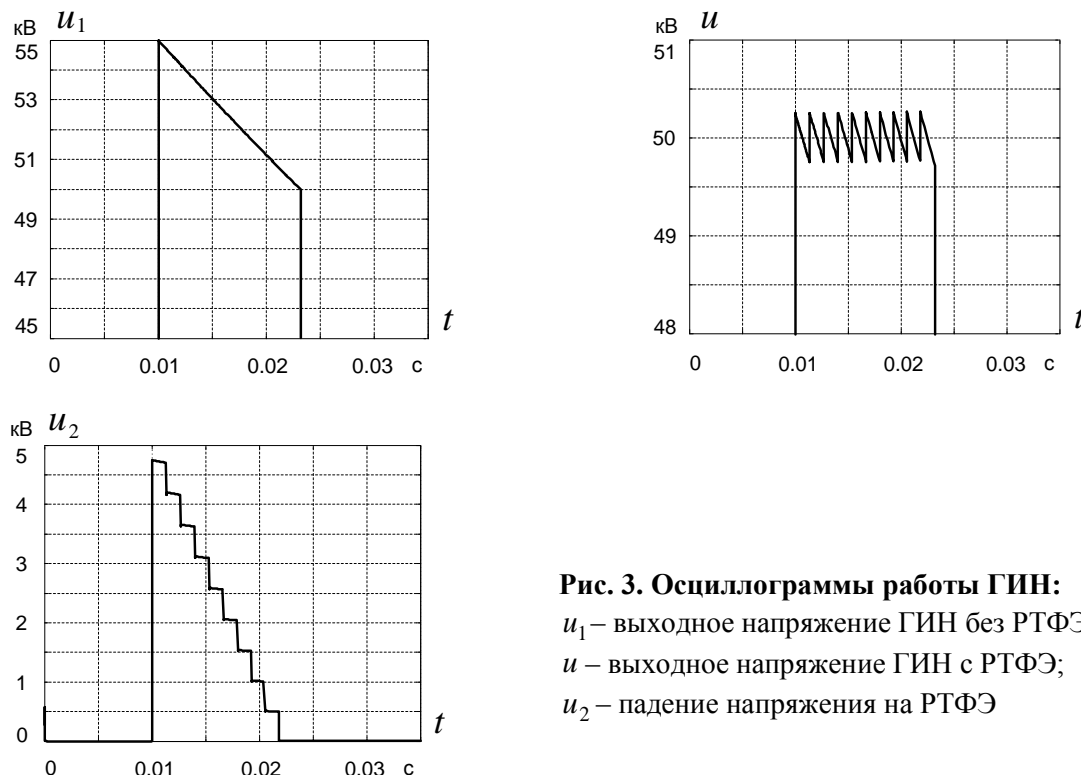 кВ u₁
55
53
51
49
47
45
t
0 0.01 0.02 0.03 с
кВ u
51
50
49
48
t
0 0.01 0.02 0.03 с
кВ u₂
5
4
3
2
1
0
t
0 0.01 0.02 0.03 с
Рис. 3. Осциллограммы работы ГИН:
u₁ – выходное напряжение ГИН без РТФЭ
u – выходное напряжение ГИН с РТФЭ;
u₂ – падение напряжения на РТФЭ